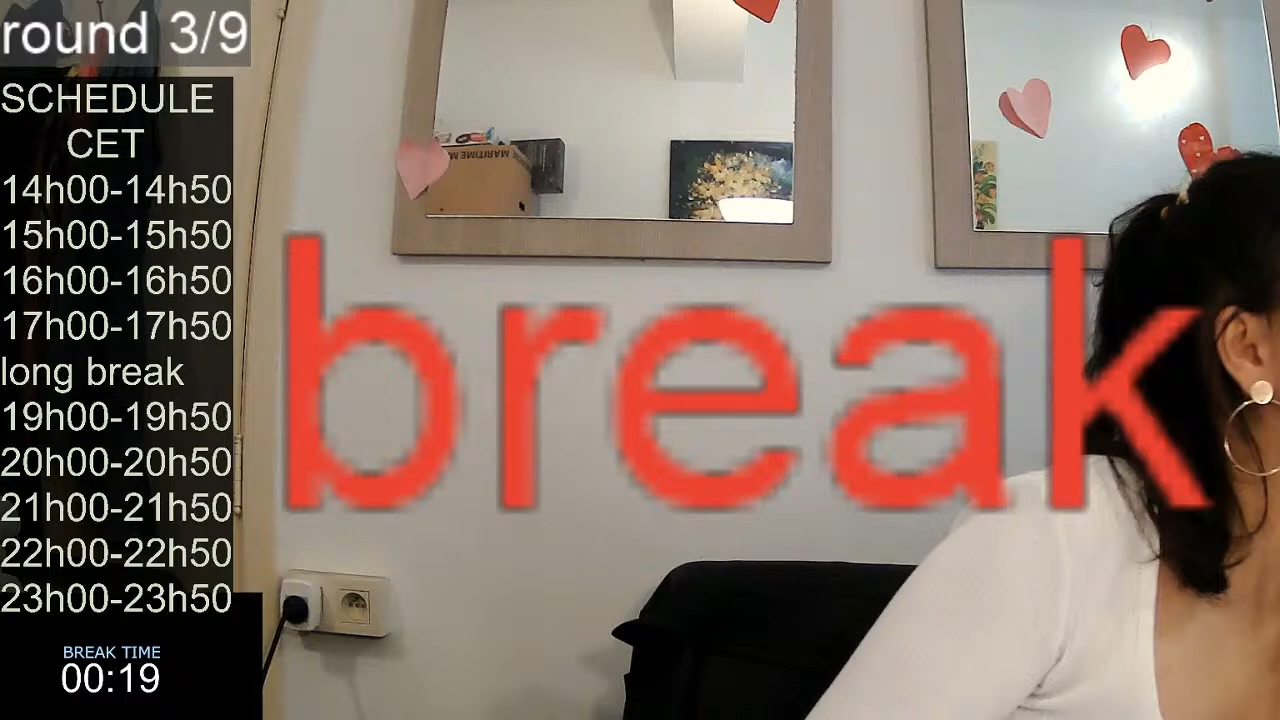 round 3/9
SCHEDULE
CET
14h00-14h50
15h00-15h50
16h00-16h50
17h00-17h50
long break
19h00-19h50
20h00-20h50
21h00-21h50
22h00-22h50
23h00-23h50
BREAK TIME
00:19
break
MARITIME M